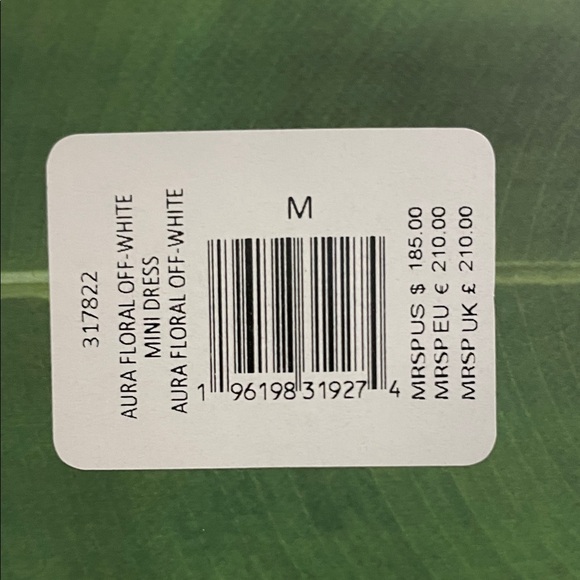 317822
AURA FLORAL OFF-WHITE
MINI DRESS
AURA FLORAL OFF-WHITE
M
1 96198 31927 4
MRSP US $ 185.00
MRSP EU € 210.00
MRSP UK £ 210.00